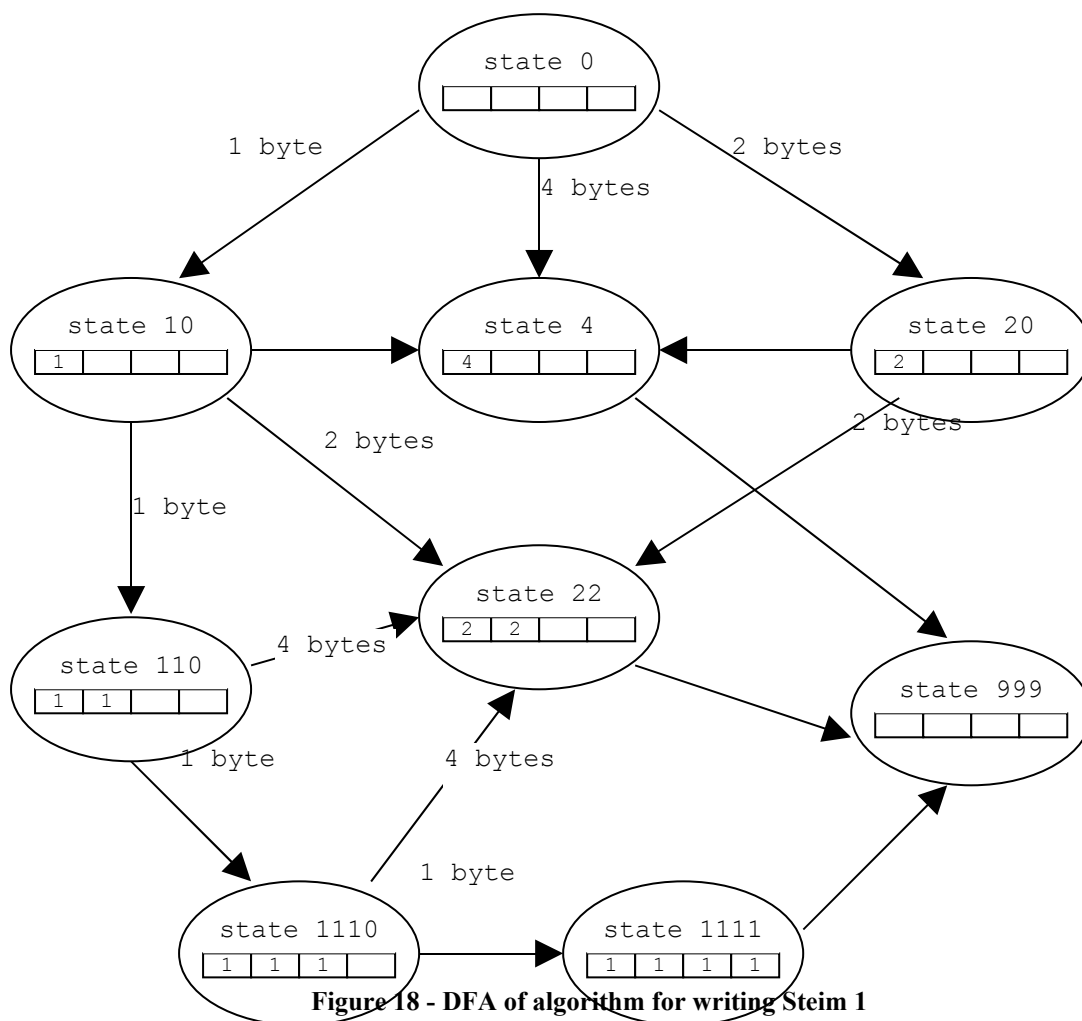 state 0
1 byte
2 bytes
4 bytes
state 10
1
state 4
4
state 20
2
2 bytes
2 bytes
1 byte
state 22
2 2
4 bytes
state 110
1 1
state 999
1 byte
4 bytes
1 byte
state 1110
1 1 1
state 1111
1 1 1 1
Figure 18 - DFA of algorithm for writing Steim 1